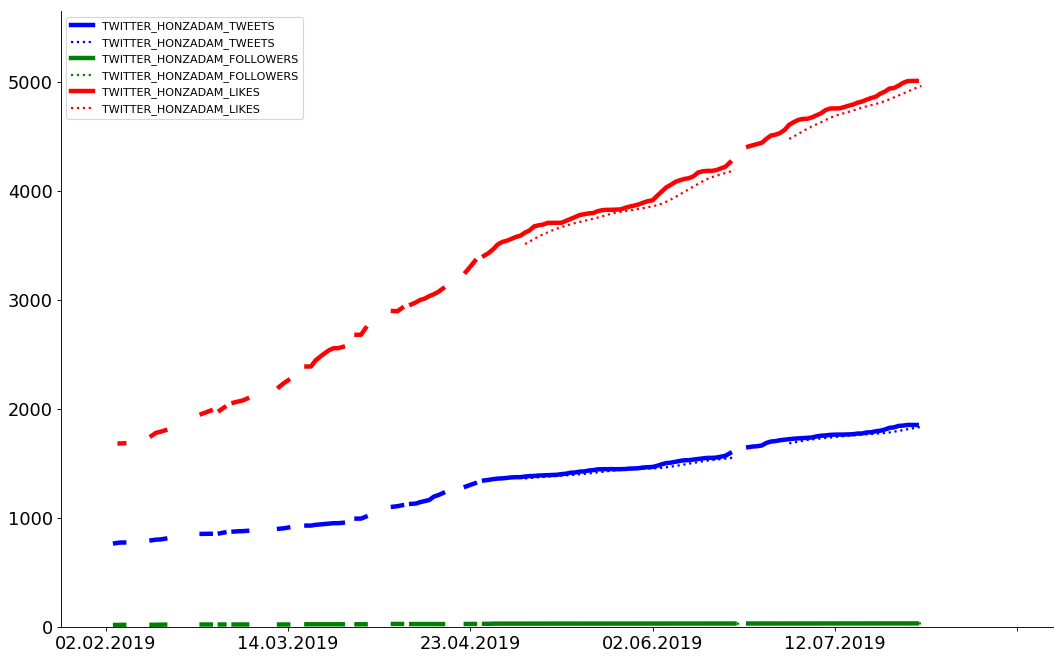 TWITTER_HONZADAM_TWEETS
TWITTER_HONZADAM_TWEETS
TWITTER_HONZADAM_FOLLOWERS
TWITTER_HONZADAM_FOLLOWERS
TWITTER_HONZADAM_LIKES
TWITTER_HONZADAM_LIKES
5000
4000
3000
2000
1000
0
02.02.2019 14.03.2019 23.04.2019 02.06.2019 12.07.2019